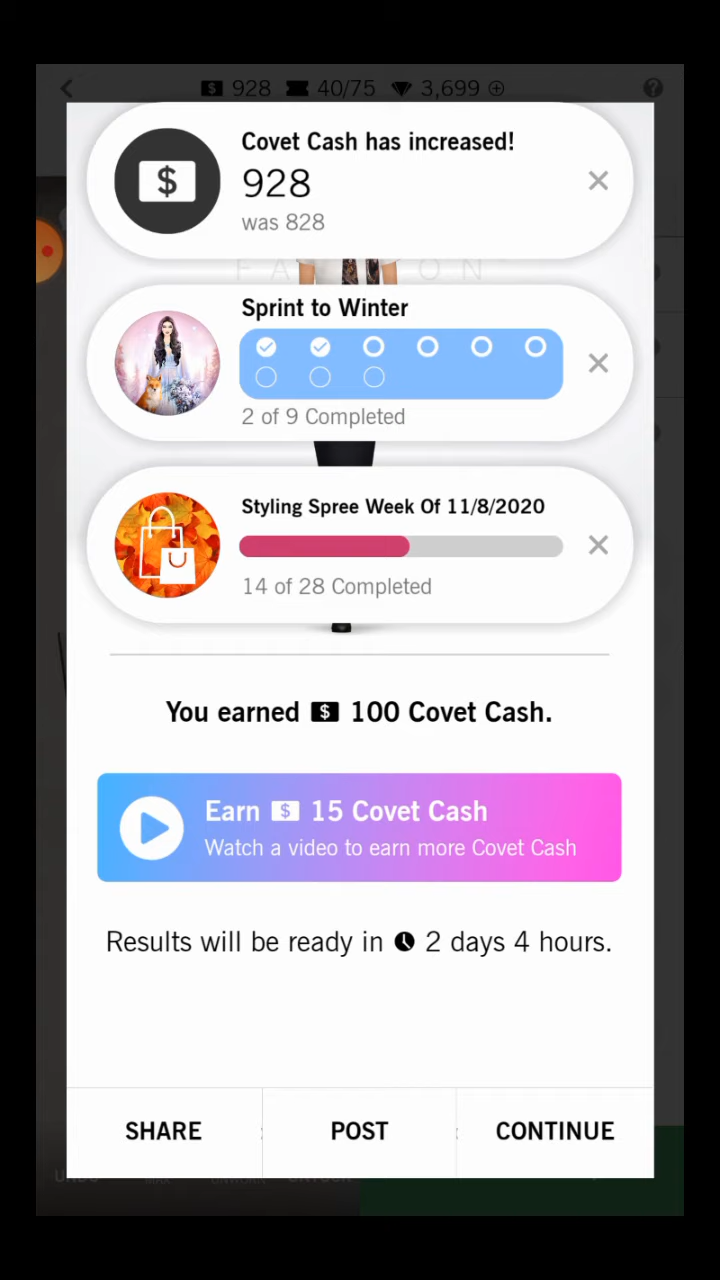 928 40/75 3,699
Covet Cash has increased!
$ 928
was 828
FA ON
Sprint to Winter
2 of 9 Completed
Styling Spree Week Of 11/8/2020
14 of 28 Completed
You earned $ 100 Covet Cash.
Earn $ 15 Covet Cash
Watch a video to earn more Covet Cash
Results will be ready in 2 days 4 hours.
SHARE POST CONTINUE